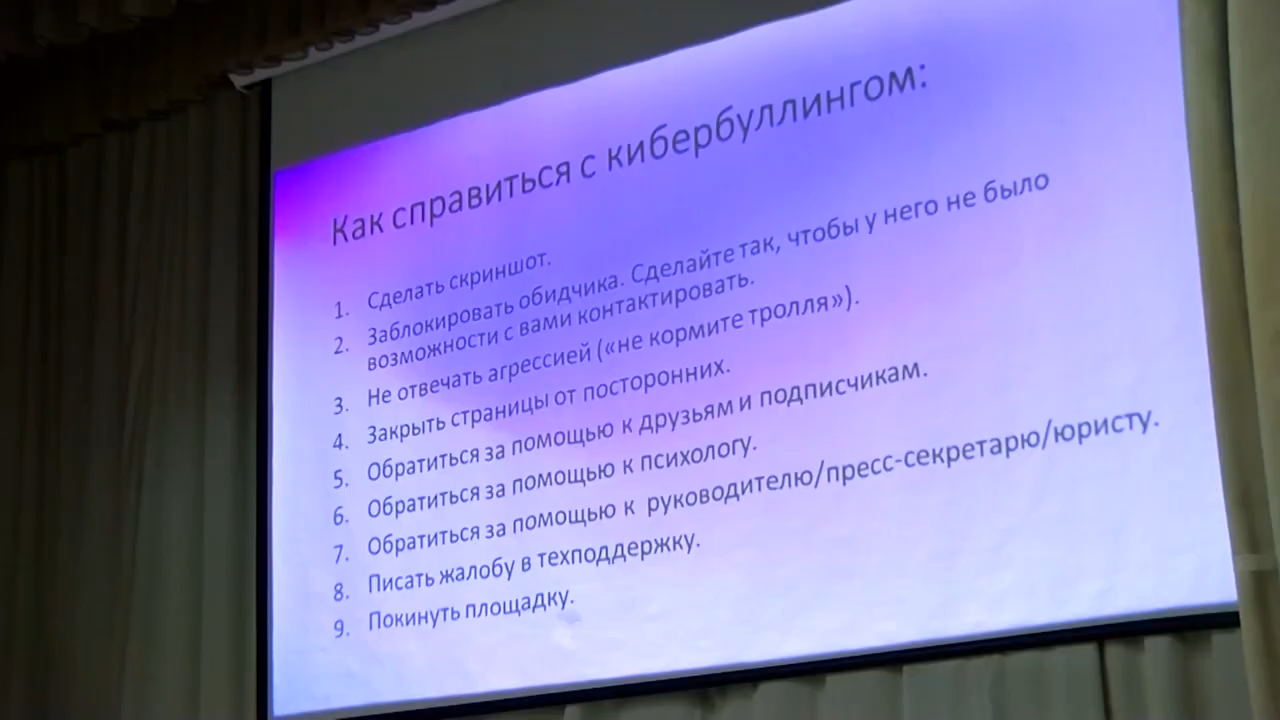 Как справиться с кибербуллингом:
1. Сделать скриншот.
2. Заблокировать обидчика. Сделайте так, чтобы у него не было
возможности с вами контактировать.
3. Не отвечать агрессией («не кормите тролля»).
4. Закрыть страницы от посторонних.
5. Обратиться за помощью к друзьям и подписчикам.
6. Обратиться за помощью к психологу.
7. Обратиться за помощью к руководителю/пресс-секретарю/юристу.
8. Писать жалобу в техподдержку.
9. Покинуть площадку.